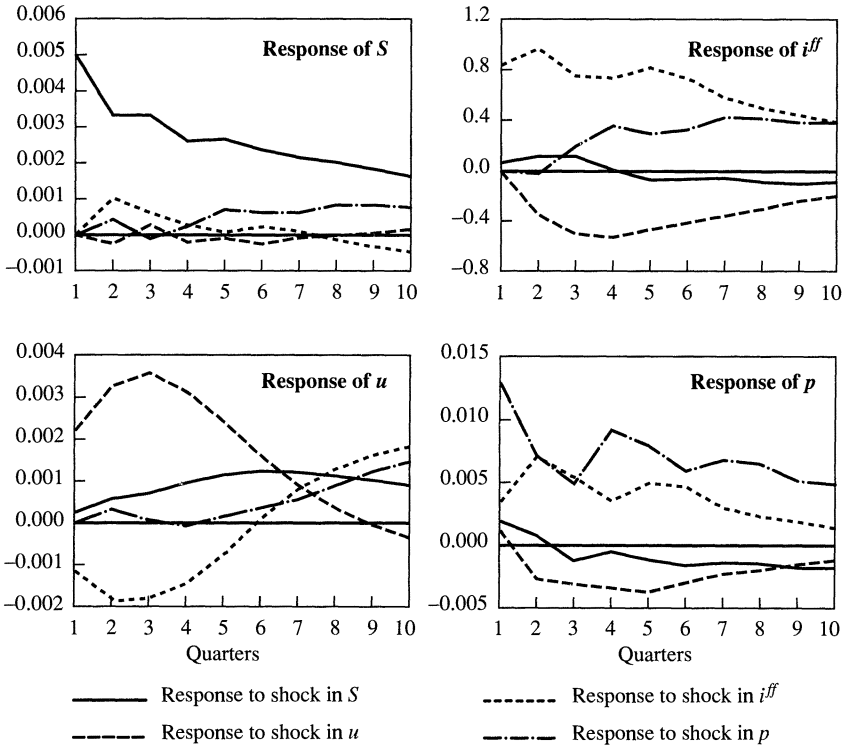 Response of S
0.006
0.005
0.004
0.003
0.002
0.001
0.000
–0.001
1 2 3 4 5 6 7 8 9 10
Response of i^ff
1.2
0.8
0.4
0.0
–0.4
–0.8
1 2 3 4 5 6 7 8 9 10
Response of u
0.004
0.003
0.002
0.001
0.000
–0.001
–0.002
1 2 3 4 5 6 7 8 9 10
Quarters
Response of p
0.015
0.010
0.005
0.000
–0.005
1 2 3 4 5 6 7 8 9 10
Quarters
Response to shock in S
Response to shock in i^ff
Response to shock in u
Response to shock in p